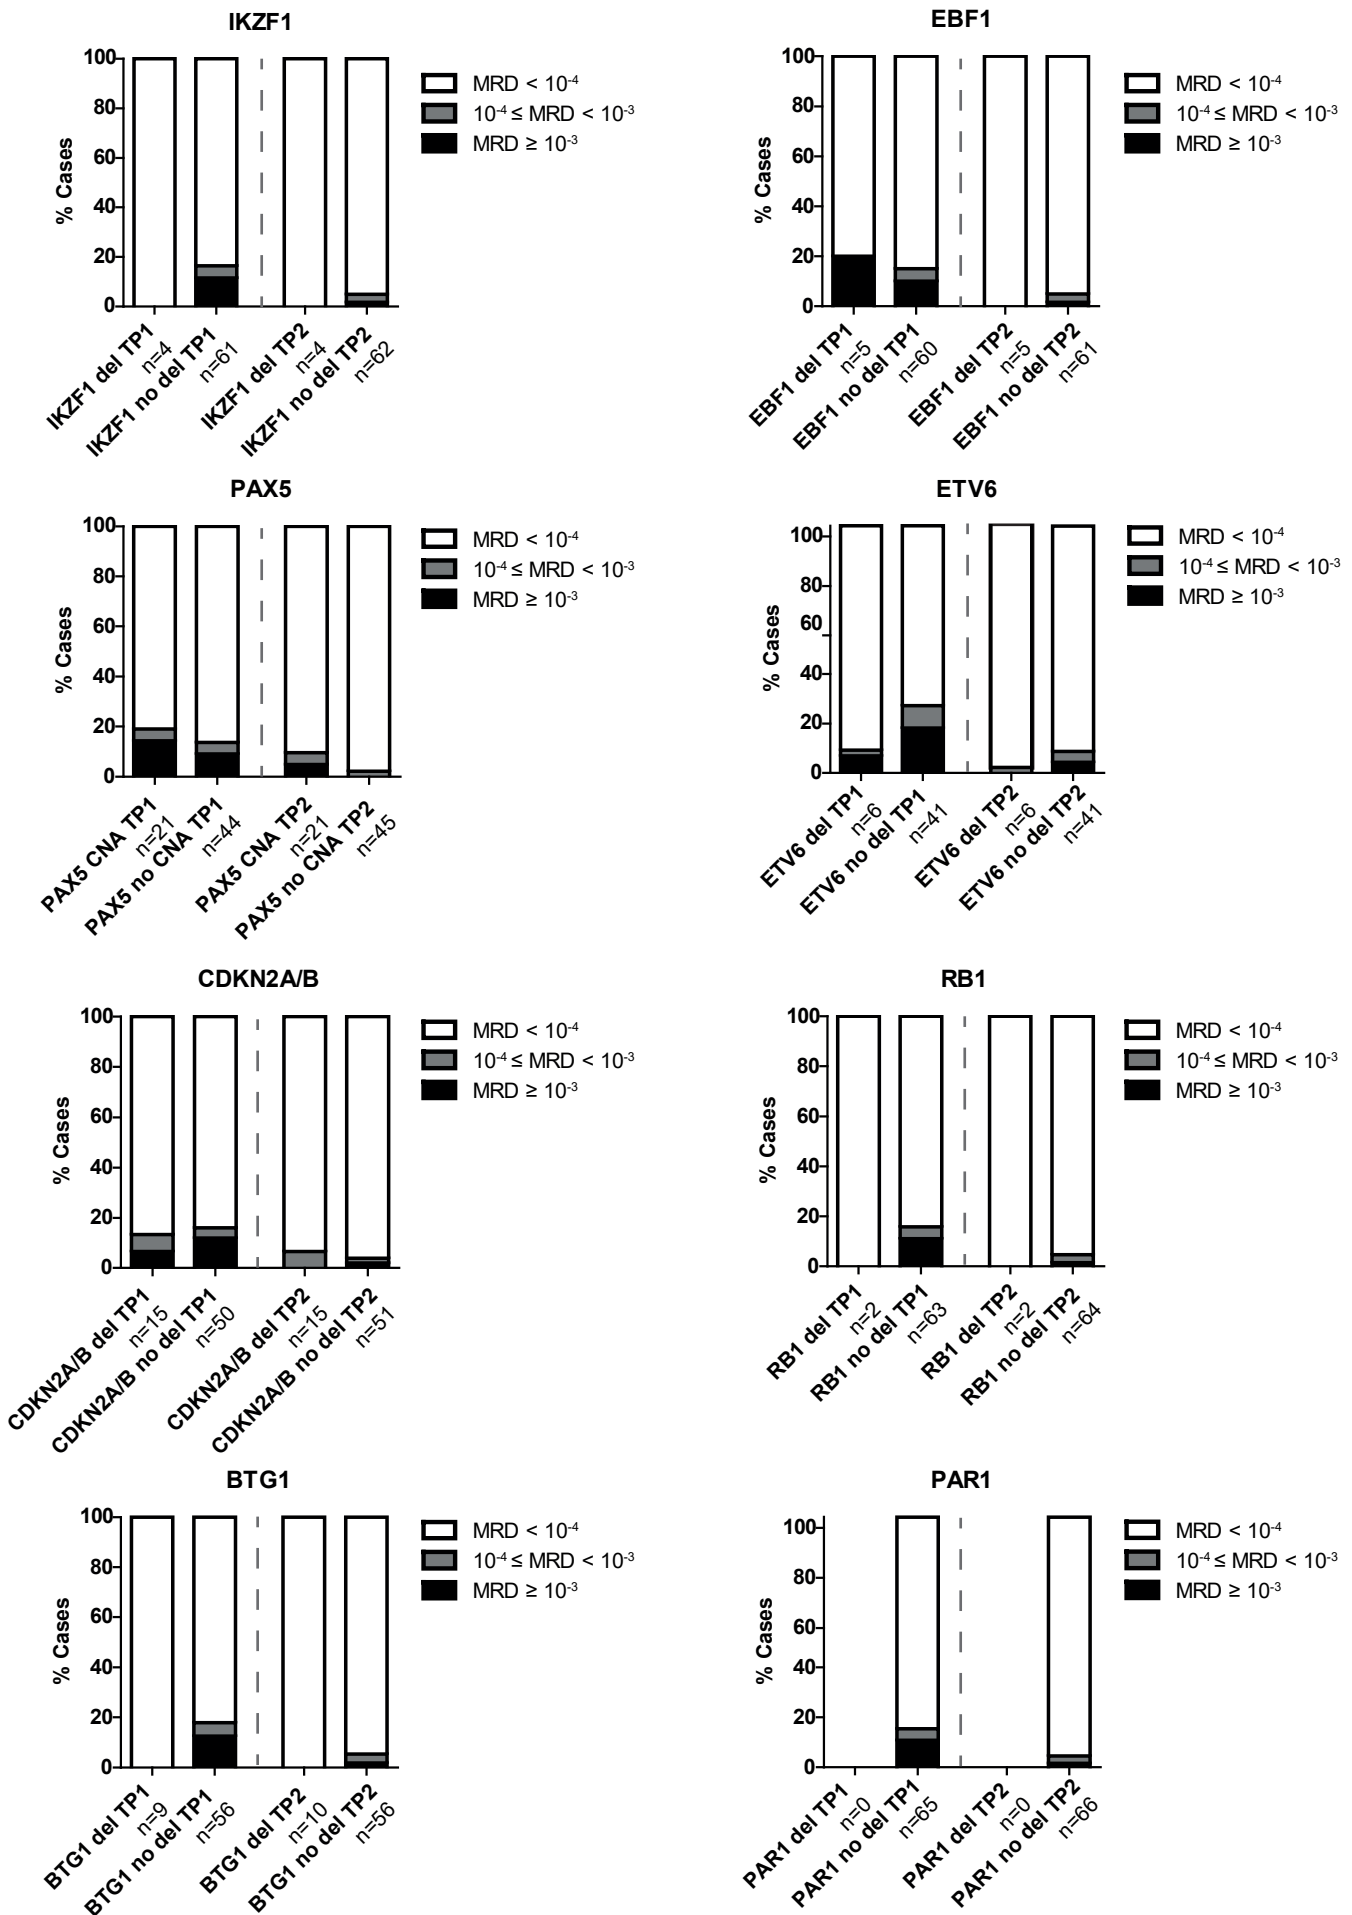 IKZF1
% Cases
100
80
60
40
20
0
IKZF1 del TP1
n=4
IKZF1 no del TP1
n=61
IKZF1 del TP2
n=4
IKZF1 no del TP2
n=62
MRD < 10⁻⁴
10⁻⁴ ≤ MRD < 10⁻³
MRD ≥ 10⁻³
EBF1
% Cases
100
80
60
40
20
0
EBF1 del TP1
n=5
EBF1 no del TP1
n=60
EBF1 del TP2
n=5
EBF1 no del TP2
n=61
MRD < 10⁻⁴
10⁻⁴ ≤ MRD < 10⁻³
MRD ≥ 10⁻³
PAX5
% Cases
100
80
60
40
20
0
PAX5 CNA TP1
n=21
PAX5 no CNA TP1
n=44
PAX5 CNA TP2
n=21
PAX5 no CNA TP2
n=45
MRD < 10⁻⁴
10⁻⁴ ≤ MRD < 10⁻³
MRD ≥ 10⁻³
ETV6
% Cases
100
80
60
40
20
0
ETV6 del TP1
n=6
ETV6 no del TP1
n=41
ETV6 del TP2
n=6
ETV6 no del TP2
n=41
MRD < 10⁻⁴
10⁻⁴ ≤ MRD < 10⁻³
MRD ≥ 10⁻³
CDKN2A/B
% Cases
100
80
60
40
20
0
CDKN2A/B del TP1
n=15
CDKN2A/B no del TP1
n=50
CDKN2A/B del TP2
n=15
CDKN2A/B no del TP2
n=51
MRD < 10⁻⁴
10⁻⁴ ≤ MRD < 10⁻³
MRD ≥ 10⁻³
RB1
% Cases
100
80
60
40
20
0
RB1 del TP1
n=2
RB1 no del TP1
n=63
RB1 del TP2
n=2
RB1 no del TP2
n=64
MRD < 10⁻⁴
10⁻⁴ ≤ MRD < 10⁻³
MRD ≥ 10⁻³
BTG1
% Cases
100
80
60
40
20
0
BTG1 del TP1
n=9
BTG1 no del TP1
n=56
BTG1 del TP2
n=10
BTG1 no del TP2
n=56
MRD < 10⁻⁴
10⁻⁴ ≤ MRD < 10⁻³
MRD ≥ 10⁻³
PAR1
% Cases
100
80
60
40
20
0
PAR1 del TP1
n=0
PAR1 no del TP1
n=65
PAR1 del TP2
n=0
PAR1 no del TP2
n=66
MRD < 10⁻⁴
10⁻⁴ ≤ MRD < 10⁻³
MRD ≥ 10⁻³